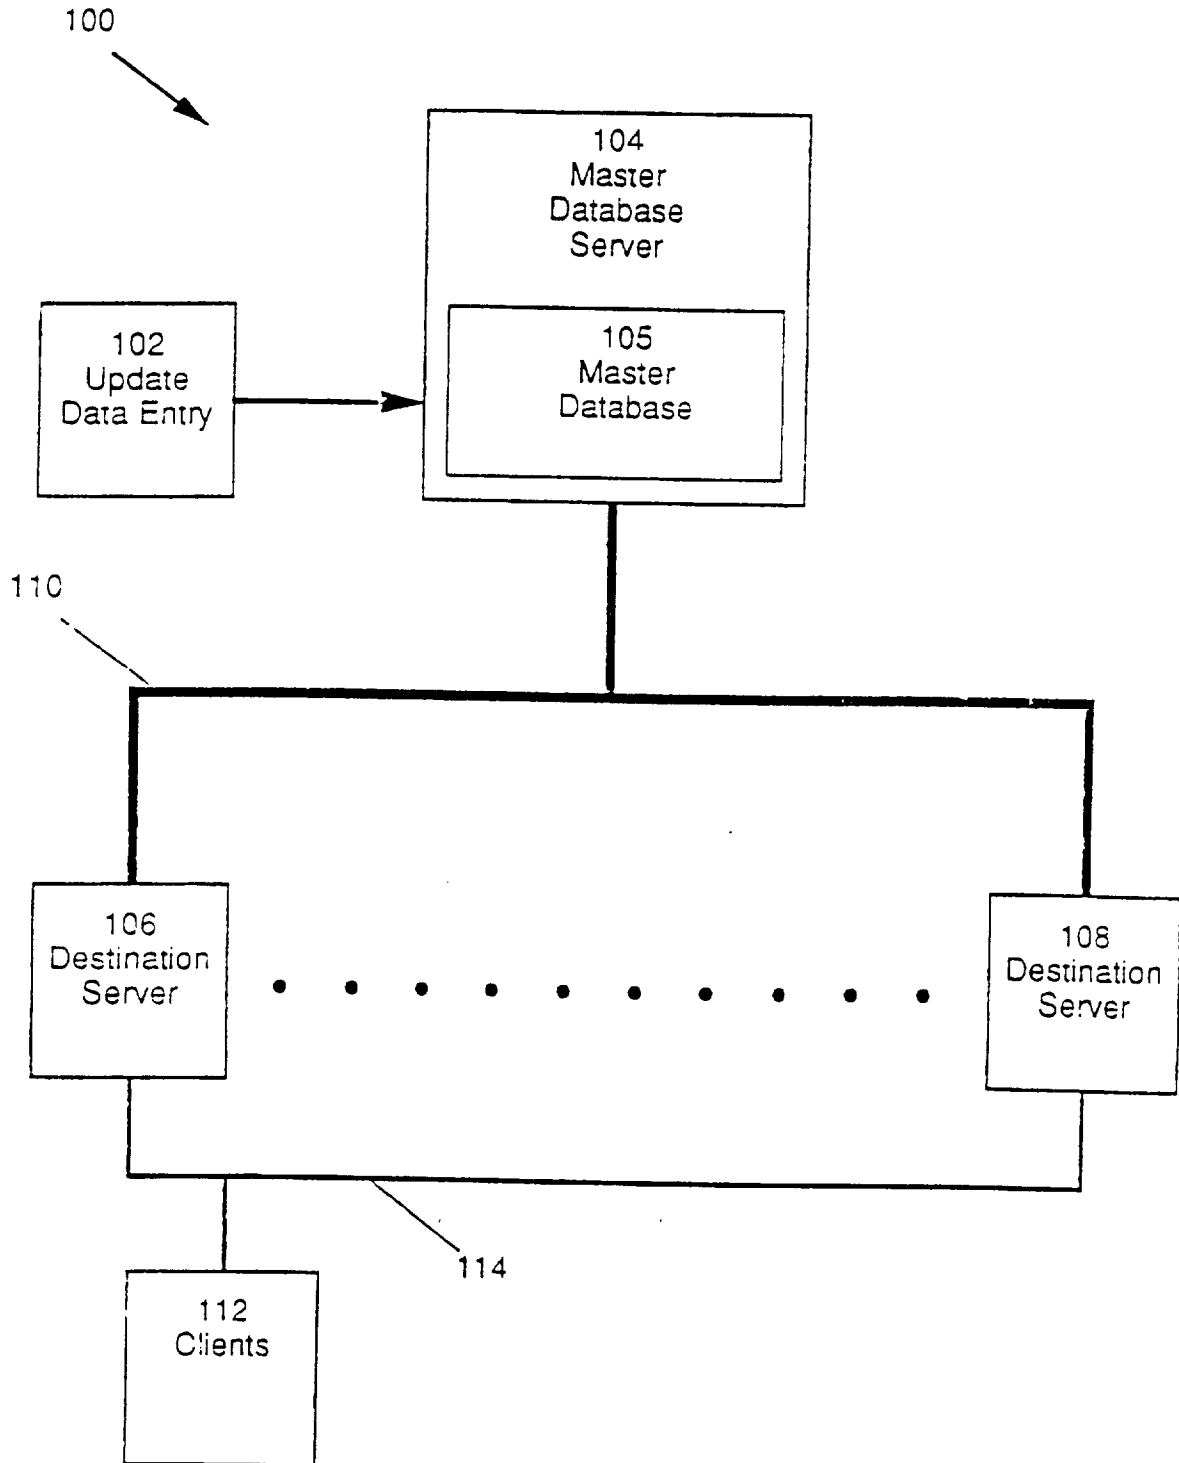 100
104
Master
Database
Server
102
Update
Data Entry
105
Master
Database
110
106
Destination
Server
108
Destination
Server
114
112
Clients